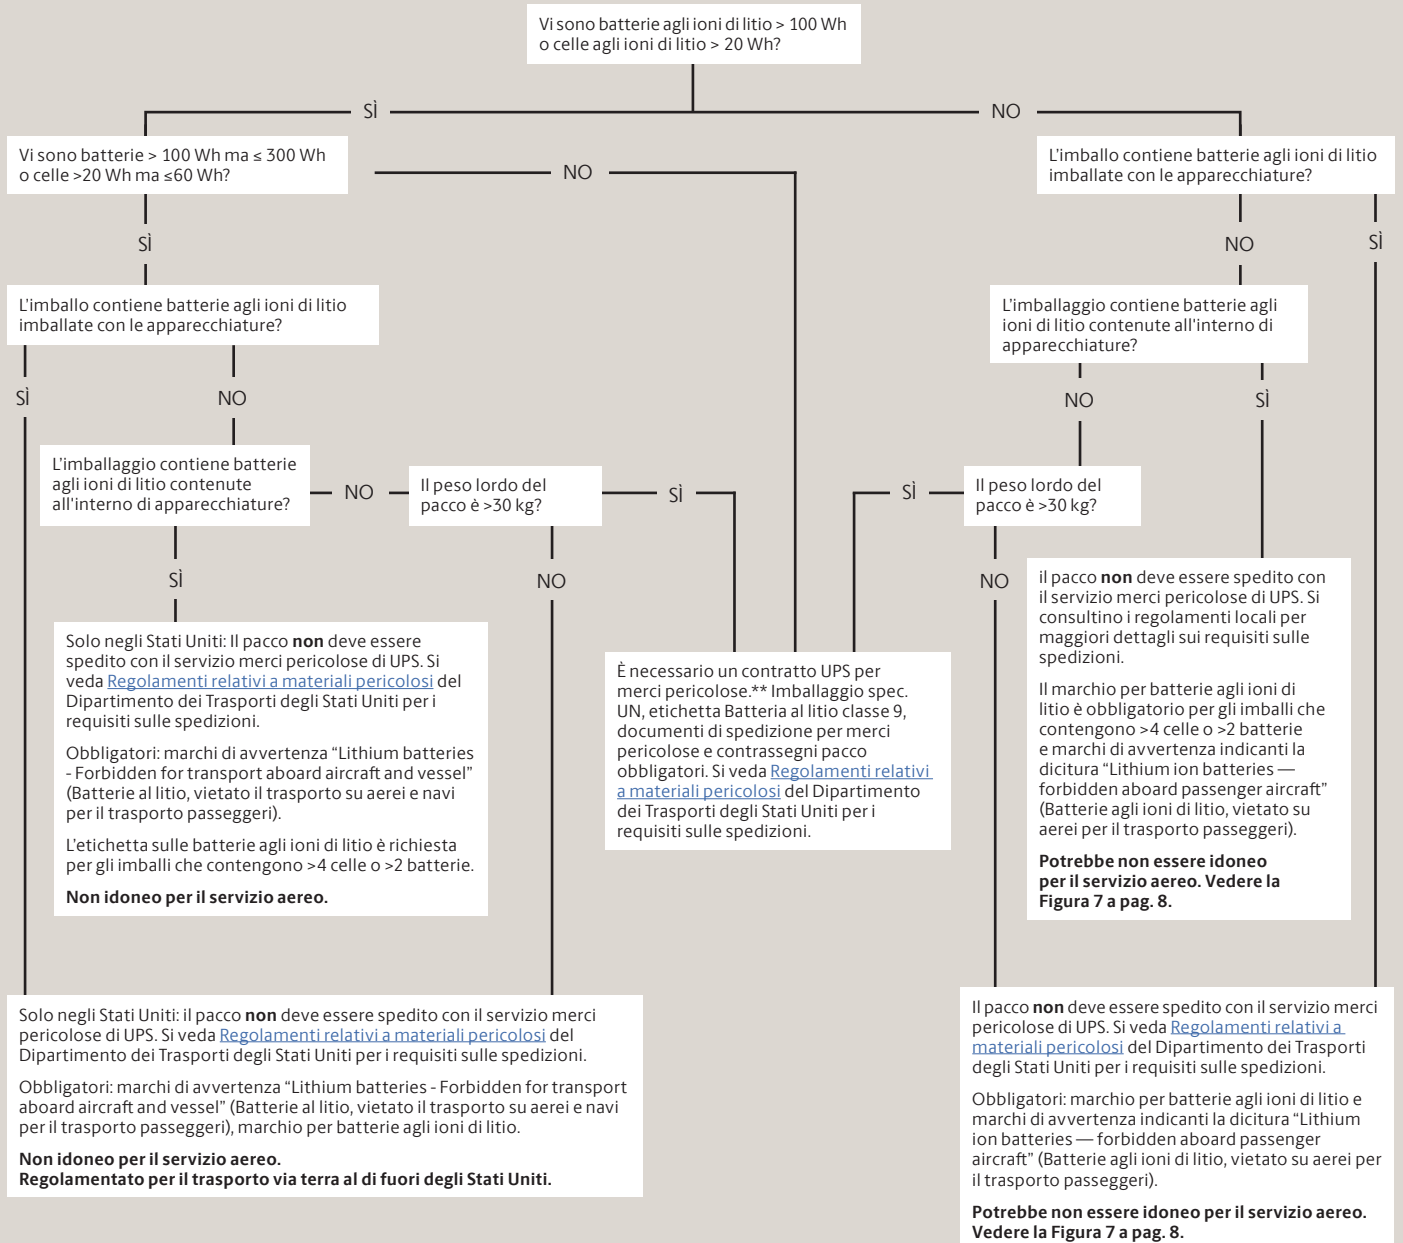 Vi sono batterie agli ioni di litio > 100 Wh
o celle agli ioni di litio > 20 Wh?
SÌ
NO
Vi sono batterie > 100 Wh ma ≤ 300 Wh
o celle >20 Wh ma ≤60 Wh?
NO
L'imballo contiene batterie agli ioni di litio
imballate con le apparecchiature?
SÌ
NO
SÌ
L'imballo contiene batterie agli ioni di litio
imballate con le apparecchiature?
L'imballaggio contiene batterie agli
ioni di litio contenute all'interno di
apparecchiature?
SÌ
NO
NO
SÌ
L'imballaggio contiene batterie
agli ioni di litio contenute
all'interno di apparecchiature?
NO
Il peso lordo del
pacco è >30 kg?
SÌ
SÌ
Il peso lordo del
pacco è >30 kg?
SÌ
NO
NO
Solo negli Stati Uniti: Il pacco non deve essere
spedito con il servizio merci pericolose di UPS. Si
veda Regolamenti relativi a materiali pericolosi del
Dipartimento dei Trasporti degli Stati Uniti per i
requisiti sulle spedizioni.
Obbligatori: marchi di avvertenza “Lithium batteries
- Forbidden for transport aboard aircraft and vessel”
(Batterie al litio, vietato il trasporto su aerei e navi
per il trasporto passeggeri).
L'etichetta sulle batterie agli ioni di litio è richiesta
per gli imballi che contengono >4 celle o >2 batterie.
Non idoneo per il servizio aereo.
È necessario un contratto UPS per
merci pericolose.** Imballaggio spec.
UN, etichetta Batteria al litio classe 9,
documenti di spedizione per merci
pericolose e contrassegni pacco
obbligatori. Si veda Regolamenti relativi
a materiali pericolosi del Dipartimento
dei Trasporti degli Stati Uniti per i
requisiti sulle spedizioni.
il pacco non deve essere spedito con
il servizio merci pericolose di UPS. Si
consultino i regolamenti locali per
maggiori dettagli sui requisiti sulle
spedizioni.
Il marchio per batterie agli ioni di
litio è obbligatorio per gli imballi che
contengono >4 celle o >2 batterie
e marchi di avvertenza indicanti la
dicitura “Lithium ion batteries —
forbidden aboard passenger aircraft”
(Batterie agli ioni di litio, vietato su
aerei per il trasporto passeggeri).
Potrebbe non essere idoneo
per il servizio aereo. Vedere la
Figura 7 a pag. 8.
Solo negli Stati Uniti: il pacco non deve essere spedito con il servizio merci
pericolose di UPS. Si veda Regolamenti relativi a materiali pericolosi del
Dipartimento dei Trasporti degli Stati Uniti per i requisiti sulle spedizioni.
Obbligatori: marchi di avvertenza “Lithium batteries - Forbidden for transport
aboard aircraft and vessel” (Batterie al litio, vietato il trasporto su aerei e navi
per il trasporto passeggeri), marchio per batterie agli ioni di litio.
Non idoneo per il servizio aereo.
Regolamentato per il trasporto via terra al di fuori degli Stati Uniti.
Il pacco non deve essere spedito con il servizio merci
pericolose di UPS. Si veda Regolamenti relativi a
materiali pericolosi del Dipartimento dei Trasporti
degli Stati Uniti per i requisiti sulle spedizioni.
Obbligatori: marchio per batterie agli ioni di litio e
marchi di avvertenza indicanti la dicitura “Lithium
ion batteries — forbidden aboard passenger
aircraft” (Batterie agli ioni di litio, vietato su aerei per
il trasporto passeggeri).
Potrebbe non essere idoneo per il servizio aereo.
Vedere la Figura 7 a pag. 8.